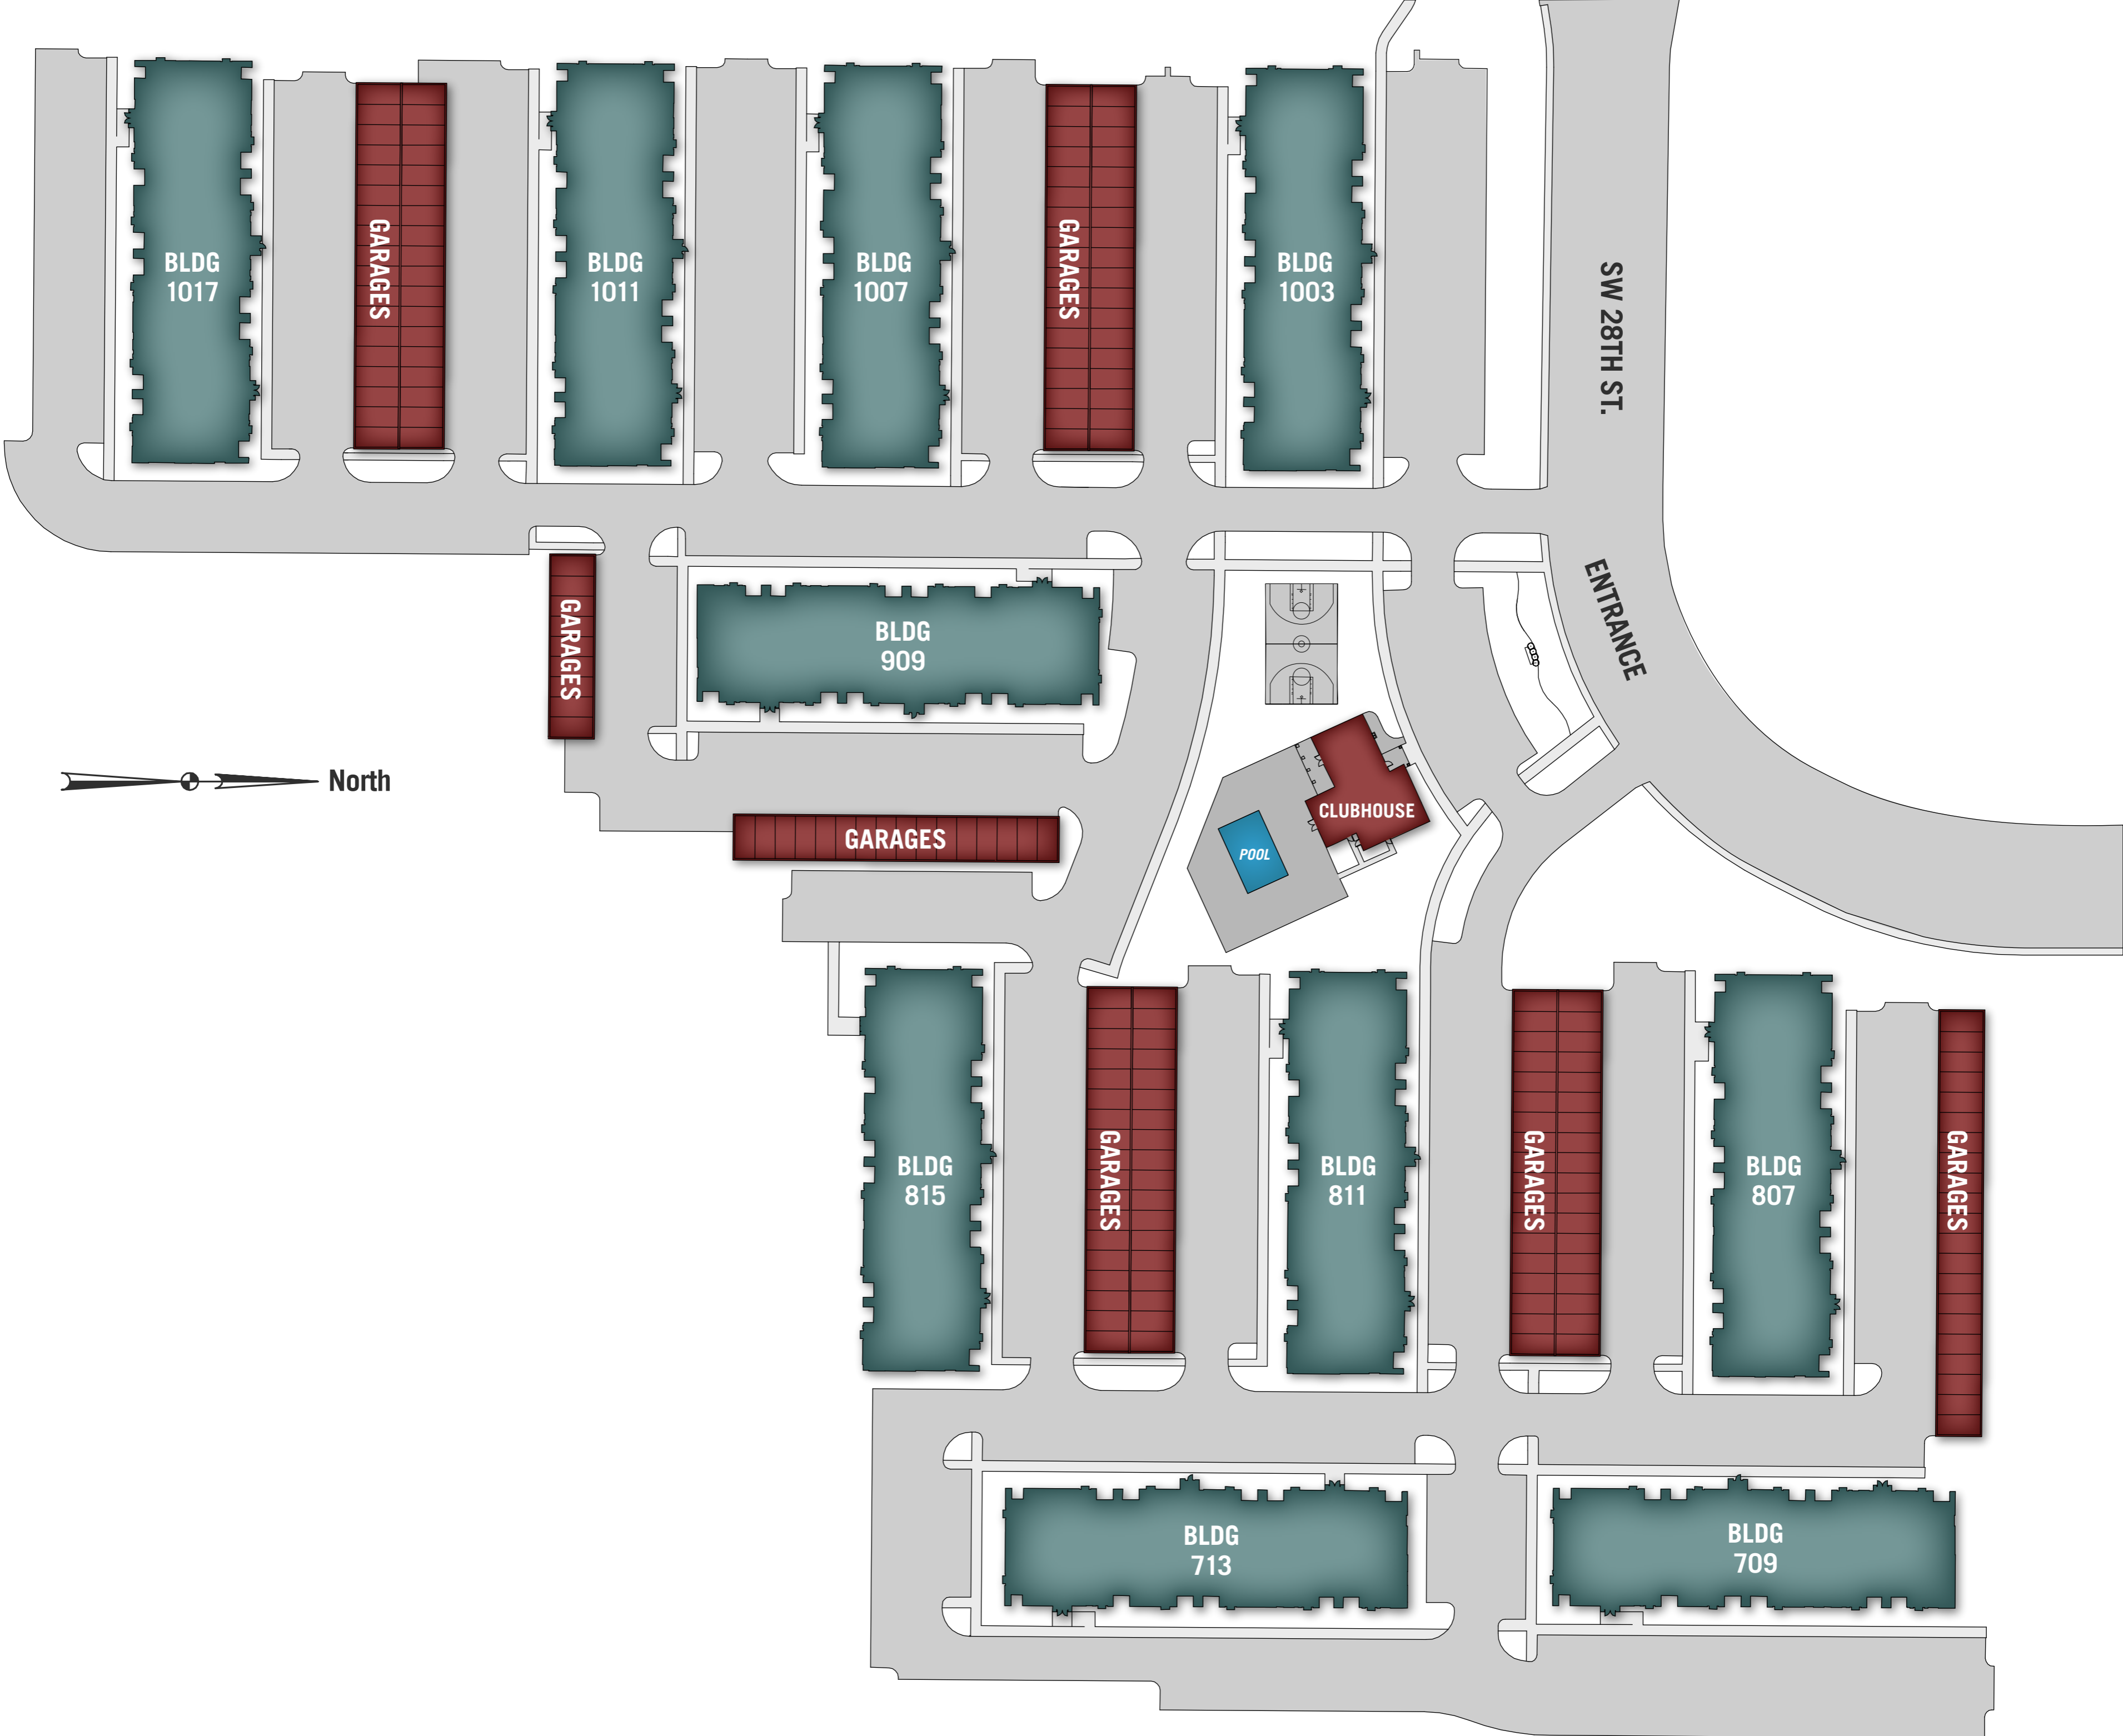 BLDG
1017
GARAGES
BLDG
1011
BLDG
1007
GARAGES
BLDG
1003
SW 28TH ST.
ENTRANCE
GARAGES
BLDG
909
North
GARAGES
CLUBHOUSE
POOL
BLDG
815
GARAGES
BLDG
811
GARAGES
BLDG
807
GARAGES
BLDG
713
BLDG
709